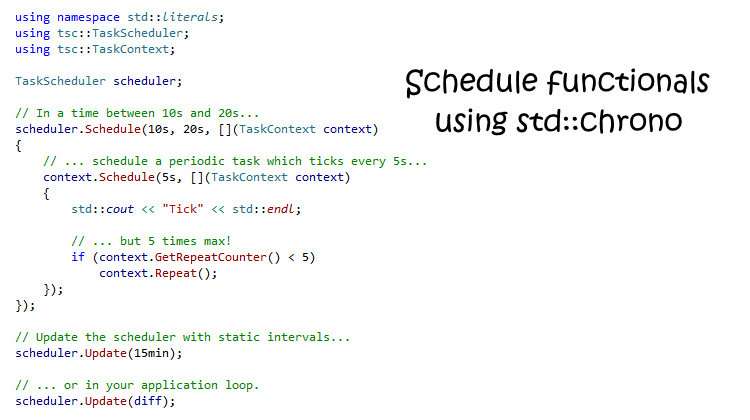 using namespace std::literals;
using tsc::TaskScheduler;
using tsc::TaskContext;
TaskScheduler scheduler;
// In a time between 10s and 20s...
scheduler.Schedule(10s, 20s, [](TaskContext context)
{
    // ... schedule a periodic task which ticks every 5s...
    context.Schedule(5s, [](TaskContext context)
    {
        std::cout << "Tick" << std::endl;
        // ... but 5 times max!
        if (context.GetRepeatCounter() < 5)
            context.Repeat();
    });
});
// Update the scheduler with static intervals...
scheduler.Update(15min);
// ... or in your application loop.
scheduler.Update(diff);
Schedule functionals
using std::chrono